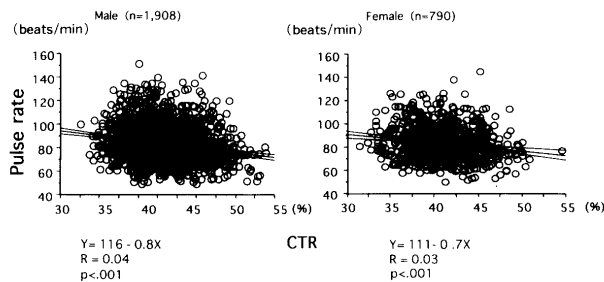 Male (n=1,908)
(beats/min)
Pulse rate
160
140
120
100
80
60
40
30 35 40 45 50 55 (%)
Y= 116 - 0.8X
R = 0.04
p<.001
CTR
Female (n=790)
(beats/min)
160
140
120
100
80
60
40
30 35 40 45 50 55 (%)
Y= 111- 0 .7X
R = 0.03
p<.001